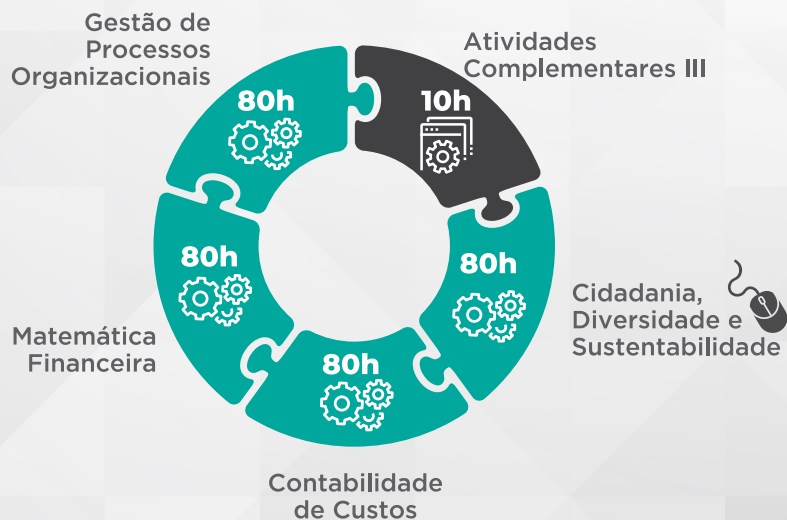 Gestão de
Processos
Organizacionais
80h
Atividades
Complementares III
10h
80h
Cidadania,
Diversidade e
Sustentabilidade
80h
Contabilidade
de Custos
80h
Matemática
Financeira